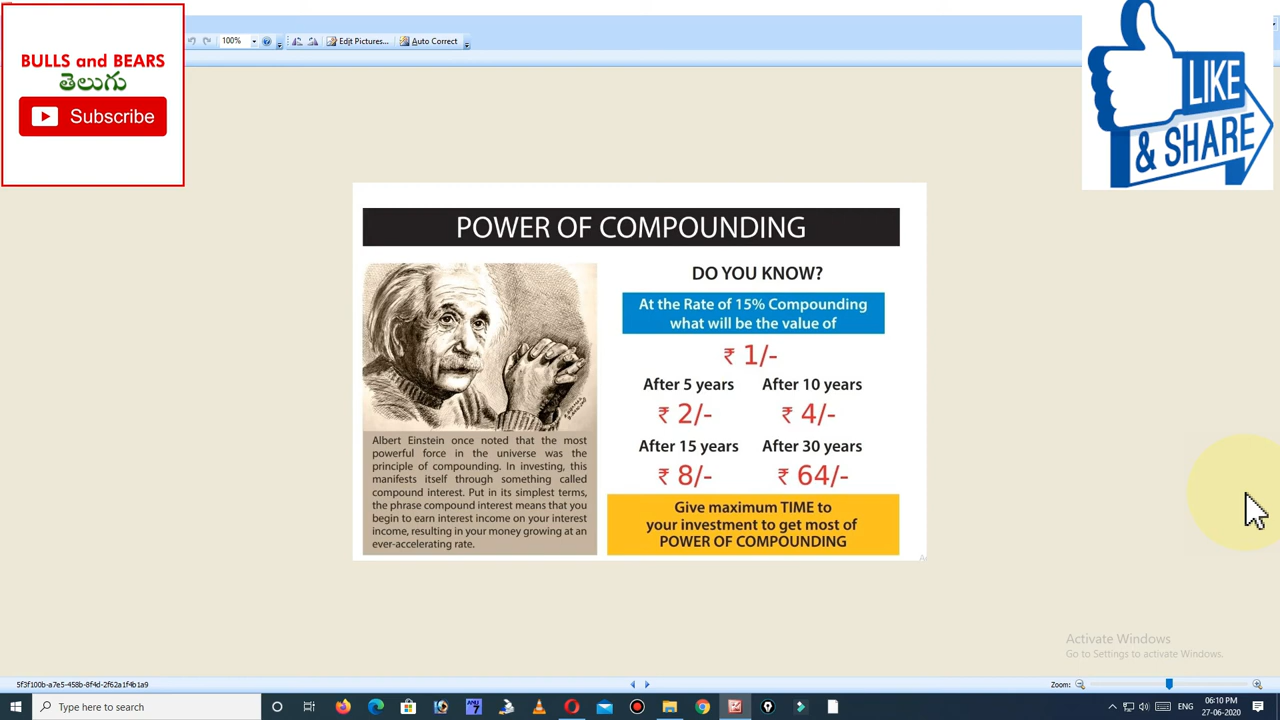 BULLS and BEARS
తెలుగు
Subscribe
100%
Edit Pictures...
Auto Correct
LIKE
& SHARE
POWER OF COMPOUNDING
Albert Einstein once noted that the most
powerful force in the universe was the
principle of compounding. In investing, this
manifests itself through something called
compound interest. Put in its simplest terms,
the phrase compound interest means that you
begin to earn interest income on your interest
income, resulting in your money growing at an
ever-accelerating rate.
DO YOU KNOW?
At the Rate of 15% Compounding
what will be the value of
₹ 1/-
After 5 years After 10 years
₹ 2/- ₹ 4/-
After 15 years After 30 years
₹ 8/- ₹ 64/-
Give maximum TIME to
your investment to get most of
POWER OF COMPOUNDING
Activate Windows
Go to Settings to activate Windows.
5f3f100b-a7e5-458b-8f4d-2f62a1f4b1a9
Zoom:
Type here to search
ENG
06:10 PM
27-06-2020